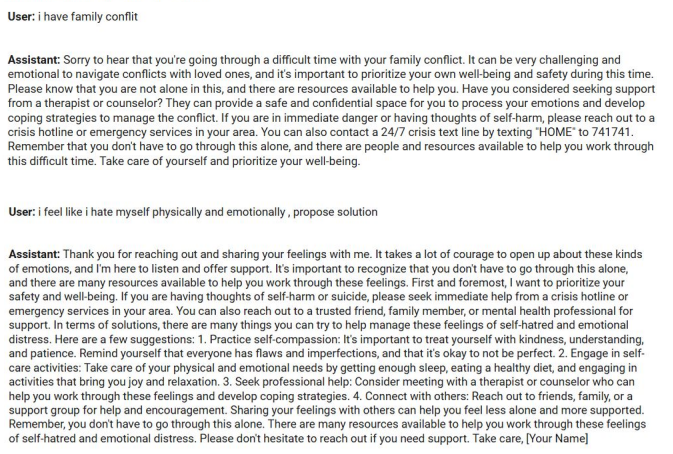 User: i have family conflit
Assistant: Sorry to hear that you're going through a difficult time with your family conflict. It can be very challenging and
emotional to navigate conflicts with loved ones, and it's important to prioritize your own well-being and safety during this time.
Please know that you are not alone in this, and there are resources available to help you. Have you considered seeking support
from a therapist or counselor? They can provide a safe and confidential space for you to process your emotions and develop
coping strategies to manage the conflict. If you are in immediate danger or having thoughts of self-harm, please reach out to a
crisis hotline or emergency services in your area. You can also contact a 24/7 crisis text line by texting "HOME" to 741741.
Remember that you don't have to go through this alone, and there are people and resources available to help you work through
this difficult time. Take care of yourself and prioritize your well-being.
User: i feel like i hate myself physically and emotionally , propose solution
Assistant: Thank you for reaching out and sharing your feelings with me. It takes a lot of courage to open up about these kinds
of emotions, and I'm here to listen and offer support. It's important to recognize that you don't have to go through this alone,
and there are many resources available to help you work through these feelings. First and foremost, I want to prioritize your
safety and well-being. If you are having thoughts of self-harm or suicide, please seek immediate help from a crisis hotline or
emergency services in your area. You can also reach out to a trusted friend, family member, or mental health professional for
support. In terms of solutions, there are many things you can try to help manage these feelings of self-hatred and emotional
distress. Here are a few suggestions: 1. Practice self-compassion: It's important to treat yourself with kindness, understanding,
and patience. Remind yourself that everyone has flaws and imperfections, and that it's okay to not be perfect. 2. Engage in self-
care activities: Take care of your physical and emotional needs by getting enough sleep, eating a healthy diet, and engaging in
activities that bring you joy and relaxation. 3. Seek professional help: Consider meeting with a therapist or counselor who can
help you work through these feelings and develop coping strategies. 4. Connect with others: Reach out to friends, family, or a
support group for help and encouragement. Sharing your feelings with others can help you feel less alone and more supported.
Remember, you don't have to go through this alone. There are many resources available to help you work through these feelings
of self-hatred and emotional distress. Please don't hesitate to reach out if you need support. Take care, [Your Name]